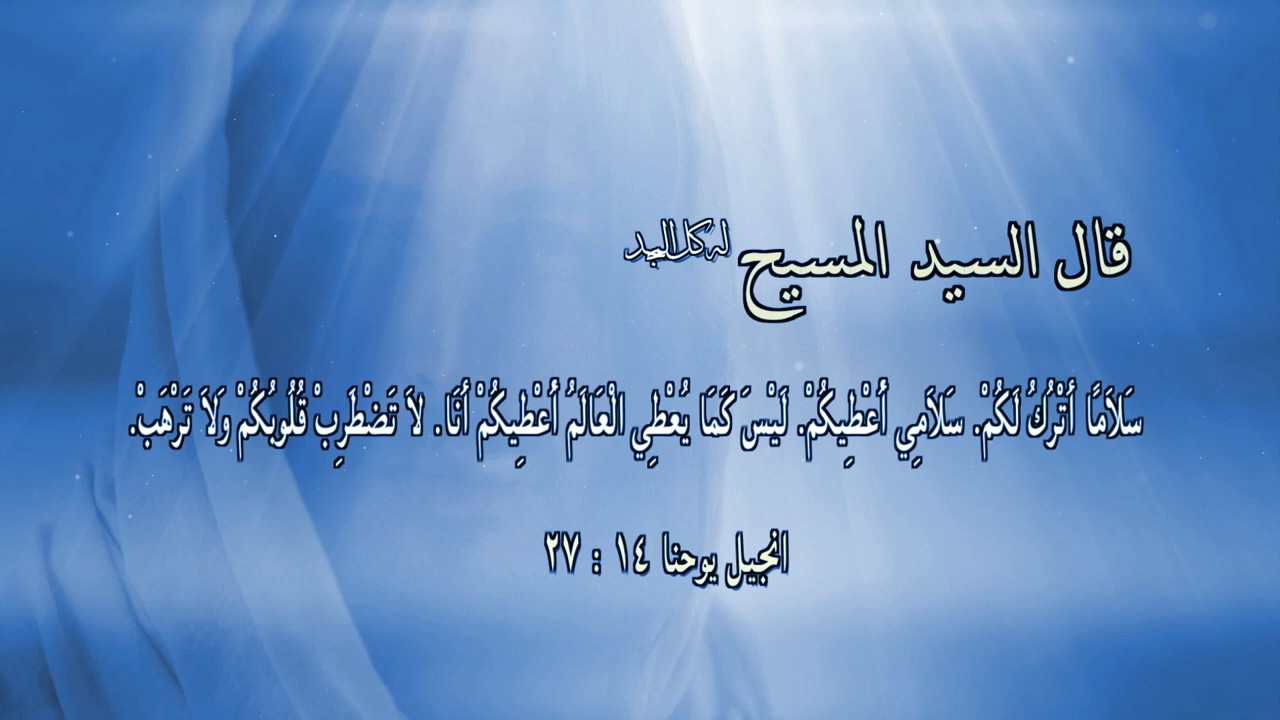 قال السيد المسيح له كل المجد
سَلاَمًا أَتْرُكُ لَكُمْ. سَلاَمِي أُعْطِيكُمْ. لَيْسَ كَمَا يُعْطِي الْعَالَمُ أُعْطِيكُمْ أَنَا. لاَ تَضْطَرِبْ قُلُوبُكُمْ وَلاَ تَرْهَبْ.
انجيل يوحنا ١٤ : ٢٧